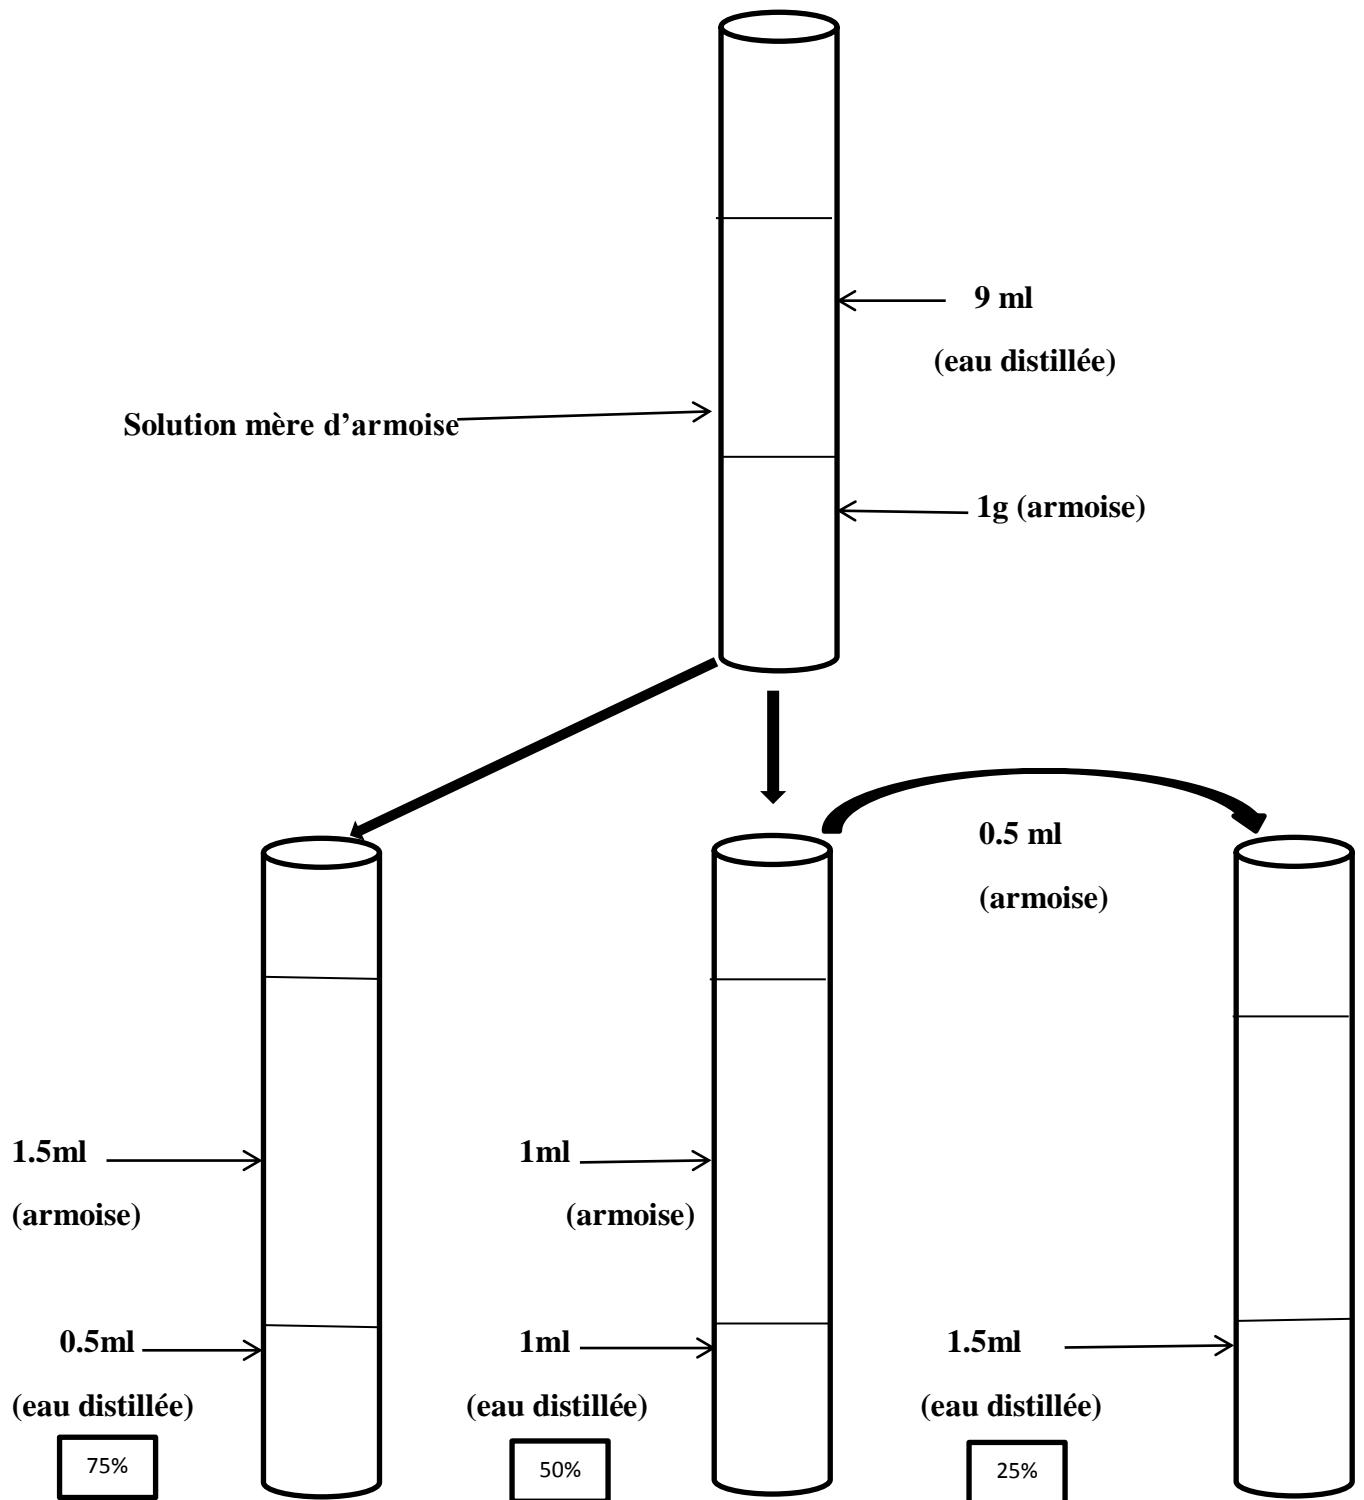 9 ml
(eau distillée)
Solution mère d’armoise
1g (armoise)
0.5 ml
(armoise)
1.5ml
(armoise)
1ml
(armoise)
0.5ml
(eau distillée)
1ml
(eau distillée)
1.5ml
(eau distillée)
75%
50%
25%